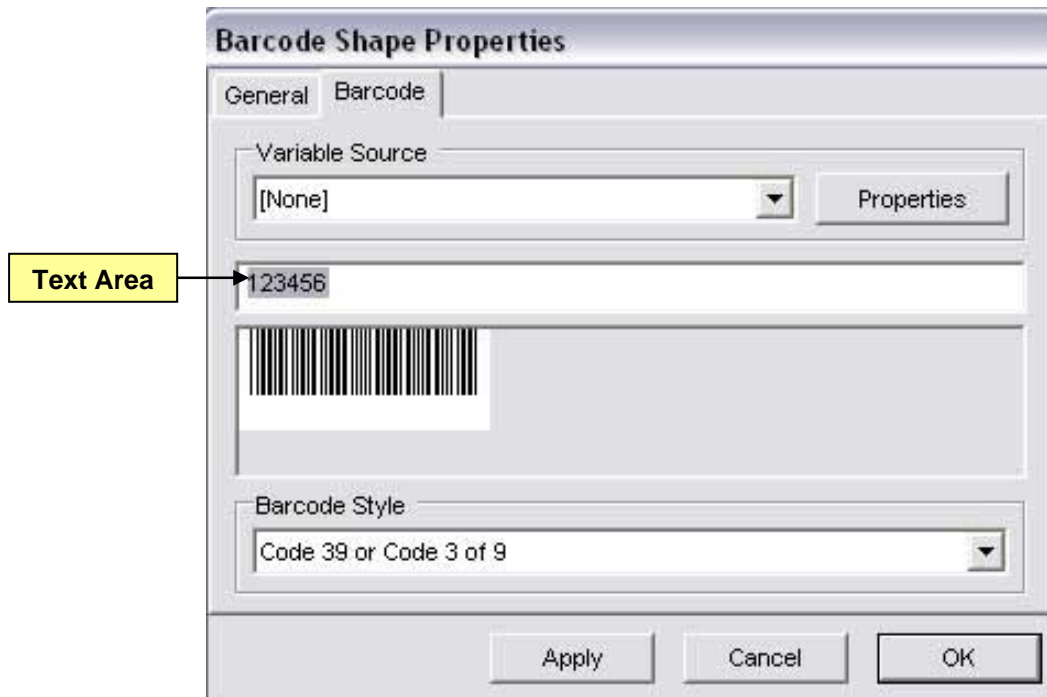 Barcode Shape Properties
General Barcode
Variable Source
[None] Properties
Text Area 123456
Barcode Style
Code 39 or Code 3 of 9
Apply Cancel OK